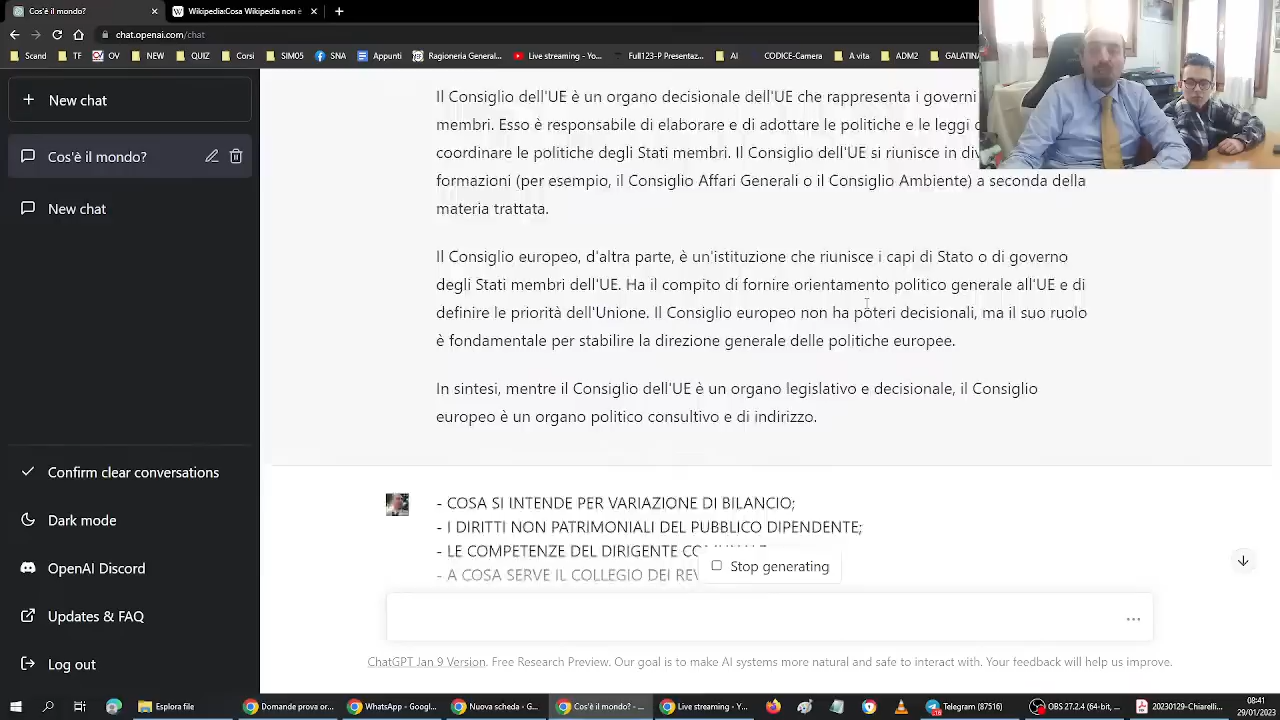 Cos'è il mondo?
Wikipedia:Cosa Wikipedia non è
chat.openai.com/chat
Scand
TF
OV
NEW
QUIZ
Corsi
SIM05
SNA
Appunti
Ragioneria General...
Live streaming - Yo...
Full123-P Presentaz...
AI
CODICE-Camera
A vita
ADM2
GALATINA
New chat
Cos'è il mondo?
New chat
Confirm clear conversations
Dark mode
OpenAI Discord
Updates & FAQ
Log out
Il Consiglio dell'UE è un organo decisionale dell'UE che rappresenta i governi
membri. Esso è responsabile di elaborare e di adottare le politiche e le leggi
coordinare le politiche degli Stati membri. Il Consiglio dell'UE si riunisce in
formazioni (per esempio, il Consiglio Affari Generali o il Consiglio Ambiente) a seconda della
materia trattata.
Il Consiglio europeo, d'altra parte, è un'istituzione che riunisce i capi di Stato o di governo
degli Stati membri dell'UE. Ha il compito di fornire orientamento politico generale all'UE e di
definire le priorità dell'Unione. Il Consiglio europeo non ha poteri decisionali, ma il suo ruolo
è fondamentale per stabilire la direzione generale delle politiche europee.
In sintesi, mentre il Consiglio dell'UE è un organo legislativo e decisionale, il Consiglio
europeo è un organo politico consultivo e di indirizzo.
- COSA SI INTENDE PER VARIAZIONE DI BILANCIO;
- I DIRITTI NON PATRIMONIALI DEL PUBBLICO DIPENDENTE;
- LE COMPETENZE DEL DIRIGENTE
- A COSA SERVE IL COLLEGIO DEI
Stop generating
ChatGPT Jan 9 Version. Free Research Preview. Our goal is to make AI systems more natural and safe to interact with. Your feedback will help us improve.
Esplora file
Domande prova or...
WhatsApp - Googl...
Nuova scheda - G...
Cos'è il mondo? - ...
Live streaming - Yo...
Telegram (87516)
OBS 27.2.4 (64-bit, ...
20230129-Chiarelli...
08:41
29/01/2023